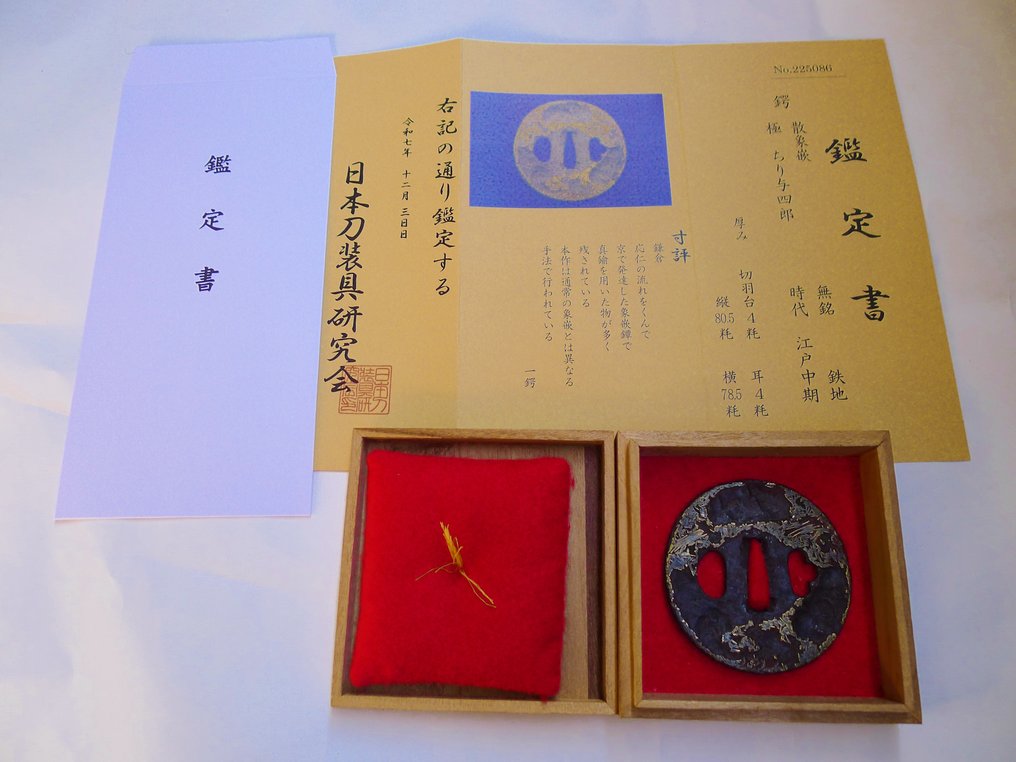 鑑定書
No.225086
鑑定書
無銘 鉄地
時代 江戸中期
鍔 散象嵌
極 ちり与四郎
厚み 切羽台4粍 耳4粍
縦80.5粍 横78.5粍
寸評
鎌倉
応仁の流れをくんで
京で発達した象嵌鐔で
真鍮を用いた物が多く
残されている
本作は通常の象嵌とは異なる
手法で行われている
一鍔
右記の通り鑑定する
令和七年 十二月 三日
日本刀装具研究会